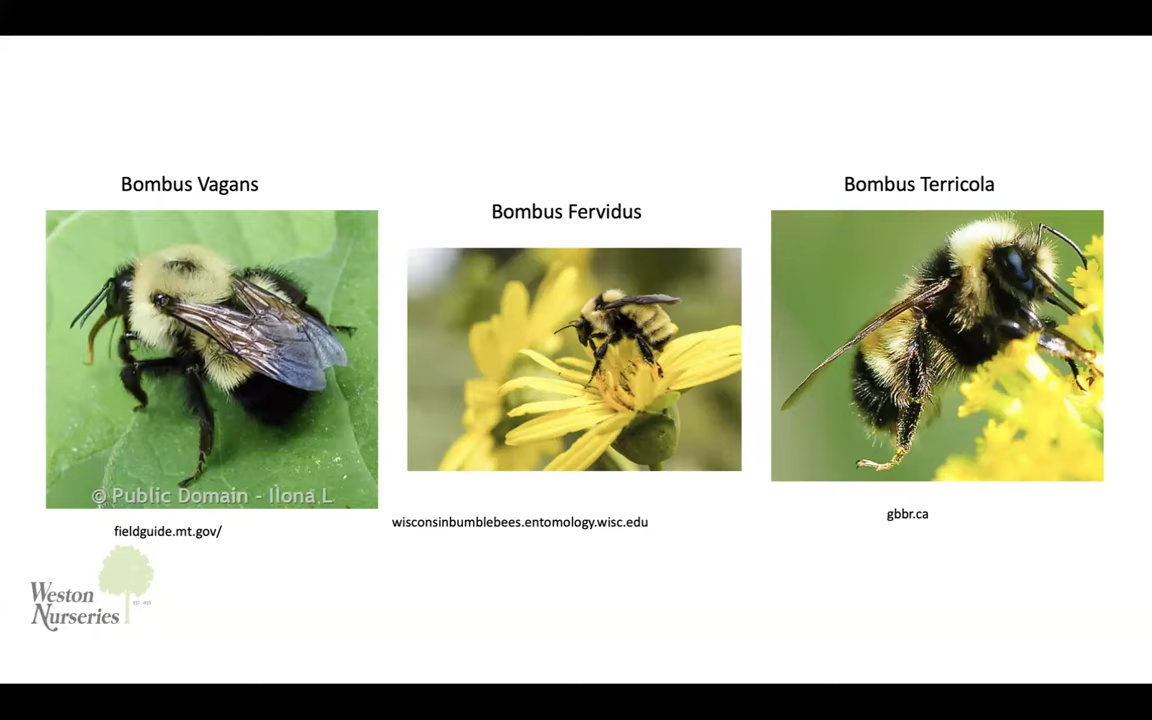 Bombus Vagans
Bombus Fervidus
Bombus Terricola
© Public Domain - Ilona L.
fieldguide.mt.gov/
wisconsinbumblebees.entomology.wisc.edu
gbbr.ca
Weston
Nurseries